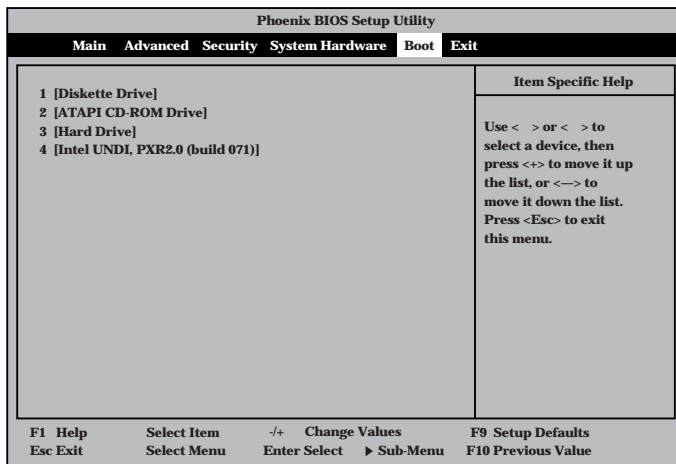 Phoenix BIOS Setup Utility
Main Advanced Security System Hardware Boot Exit
1 [Diskette Drive]
2 [ATAPI CD-ROM Drive]
3 [Hard Drive]
4 [Intel UNDI, PXR2.0 (build 071)]
Item Specific Help
Use < > or < > to
select a device, then
press <+> to move it up
the list, or <—> to
move it down the list.
Press <Esc> to exit
this menu.
F1 Help Select Item -/+ Change Values F9 Setup Defaults
Esc Exit Select Menu Enter Select ▶ Sub-Menu F10 Previous Value